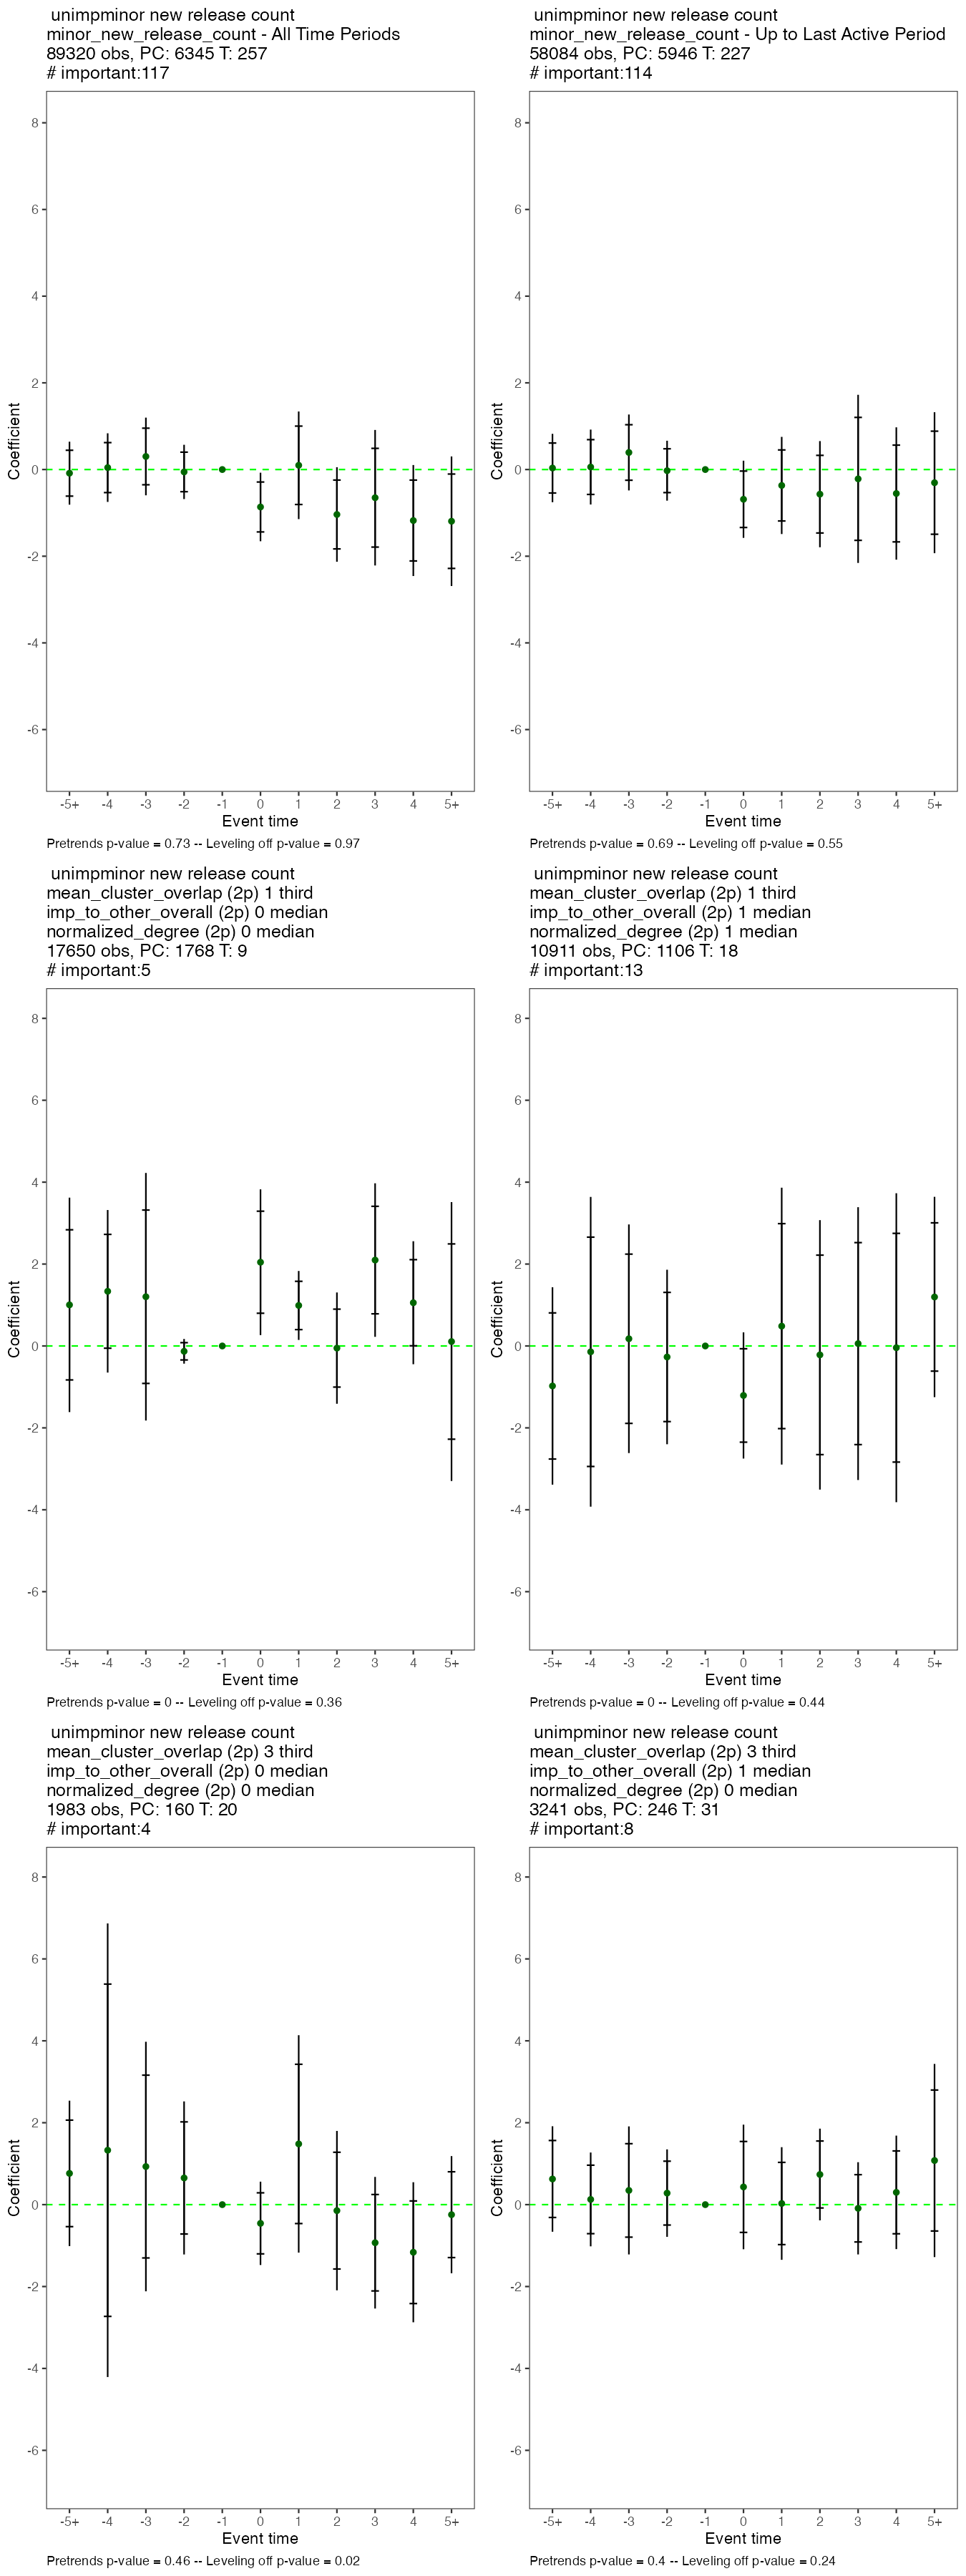 unimpminor new release count
minor_new_release_count - All Time Periods
89320 obs, PC: 6345 T: 257
# important:117
8
6
4
2
0
-2
-4
-6
Coefficient
-5+ -4 -3 -2 -1 0 1 2 3 4 5+
Event time
Pretrends p-value = 0.73 -- Leveling off p-value = 0.97
unimpminor new release count
minor_new_release_count - Up to Last Active Period
58084 obs, PC: 5946 T: 227
# important:114
8
6
4
2
0
-2
-4
-6
Coefficient
-5+ -4 -3 -2 -1 0 1 2 3 4 5+
Event time
Pretrends p-value = 0.69 -- Leveling off p-value = 0.55
unimpminor new release count
mean_cluster_overlap (2p) 1 third
imp_to_other_overall (2p) 0 median
normalized_degree (2p) 0 median
17650 obs, PC: 1768 T: 9
# important:5
8
6
4
2
0
-2
-4
-6
Coefficient
-5+ -4 -3 -2 -1 0 1 2 3 4 5+
Event time
Pretrends p-value = 0 -- Leveling off p-value = 0.36
unimpminor new release count
mean_cluster_overlap (2p) 1 third
imp_to_other_overall (2p) 1 median
normalized_degree (2p) 1 median
10911 obs, PC: 1106 T: 18
# important:13
8
6
4
2
0
-2
-4
-6
Coefficient
-5+ -4 -3 -2 -1 0 1 2 3 4 5+
Event time
Pretrends p-value = 0 -- Leveling off p-value = 0.44
unimpminor new release count
mean_cluster_overlap (2p) 3 third
imp_to_other_overall (2p) 0 median
normalized_degree (2p) 0 median
1983 obs, PC: 160 T: 20
# important:4
8
6
4
2
0
-2
-4
-6
Coefficient
-5+ -4 -3 -2 -1 0 1 2 3 4 5+
Event time
Pretrends p-value = 0.46 -- Leveling off p-value = 0.02
unimpminor new release count
mean_cluster_overlap (2p) 3 third
imp_to_other_overall (2p) 1 median
normalized_degree (2p) 0 median
3241 obs, PC: 246 T: 31
# important:8
8
6
4
2
0
-2
-4
-6
Coefficient
-5+ -4 -3 -2 -1 0 1 2 3 4 5+
Event time
Pretrends p-value = 0.4 -- Leveling off p-value = 0.24